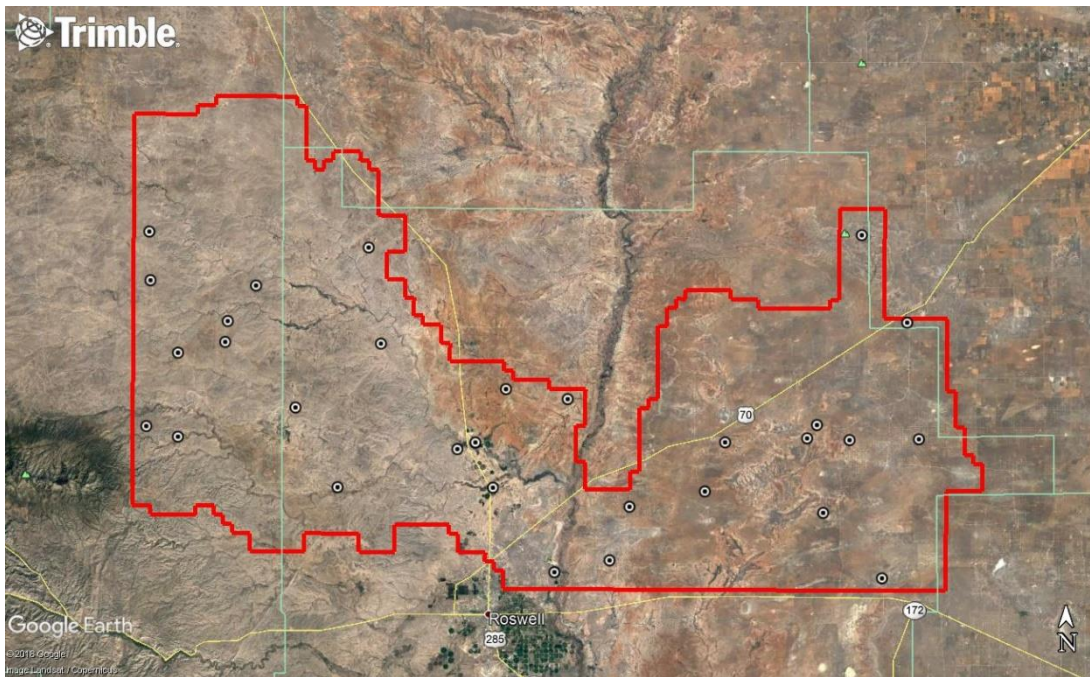 Trimble.
70
172
Roswell
285
N
Google Earth
©2018 Google
Image Landsat / Copernicus